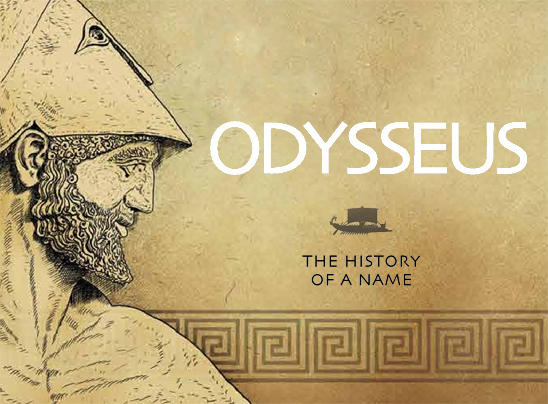 ODYSSEUS
THE HISTORY
OF A NAME